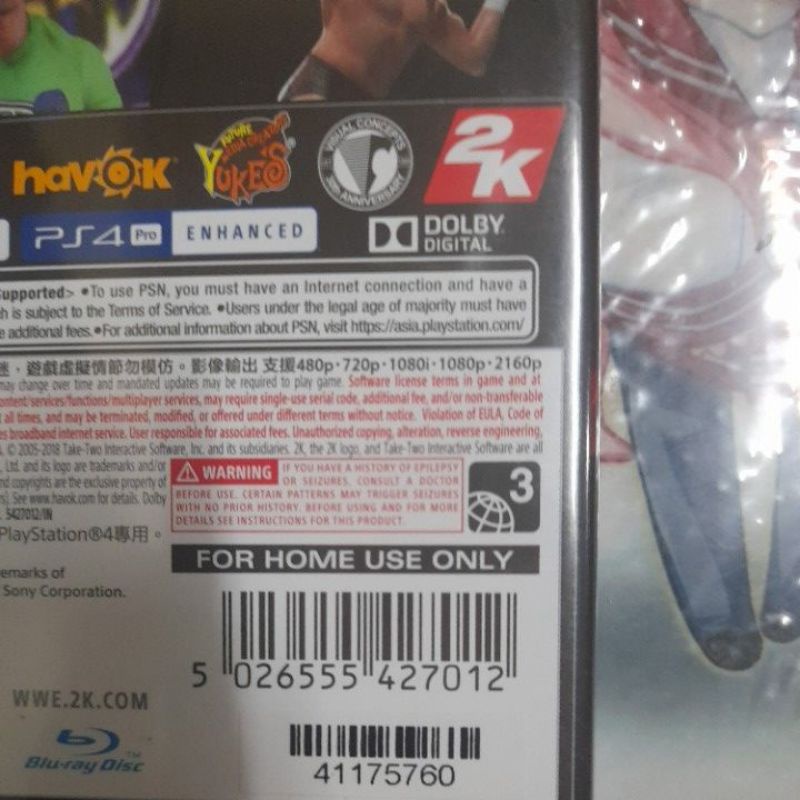 havok
FUTURE MEDIA CREATORS
YUKE'S
VISUAL CONCEPTS
ANNIVERSARY
2K
PS4 Pro ENHANCED
DOLBY
DIGITAL
Supported> •To use PSN, you must have an Internet connection and have a
is subject to the Terms of Service. •Users under the legal age of majority must have
additional fees.•For additional information about PSN, visit https://asia.playstation.com/
遊戲虛擬情節勿模仿。影像輸出 支援480p·720p·1080i·1080p·2160p
may change over time and mandated updates may be required to play game. Software license terms in game and at
content/services/functions/multiplayer services, may require single-use serial code, additional fee, and/or non-transferable
at all times, and may be terminated, modified, or offered under different terms without notice. Violation of EULA, Code of
broadband internet service. User responsible for associated fees. Unauthorized copying, alteration, reverse engineering,
© 2005-2018 Take-Two Interactive Software, Inc. and its subsidiaries. 2K, the 2K logo, and Take-Two Interactive Software are all
Ltd. and its logo are trademarks and/or
and copyrights are the exclusive property of
See www.havok.com for details. Dolby
5427012/IN
PlayStation®4專用。
WARNING IF YOU HAVE A HISTORY OF EPILEPSY
OR SEIZURES, CONSULT A DOCTOR
BEFORE USE. CERTAIN PATTERNS MAY TRIGGER SEIZURES
WITH NO PRIOR HISTORY. BEFORE USING AND FOR MORE
DETAILS SEE INSTRUCTIONS FOR THIS PRODUCT.
3
FOR HOME USE ONLY
emarks of
Sony Corporation.
5 026555 427012
WWE.2K.COM
Blu-ray Disc™
41175760